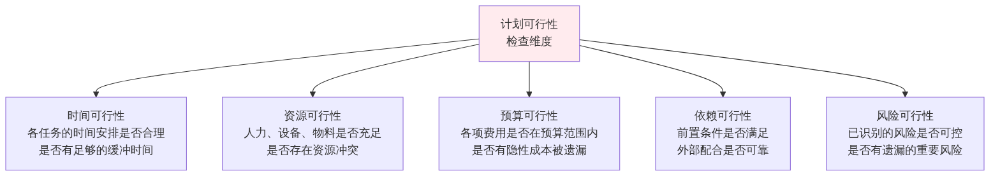 计划可行性
检查维度
时间可行性
各任务的时间安排是否合理
是否有足够的缓冲时间
资源可行性
人力、设备、物料是否充足
是否存在资源冲突
预算可行性
各项费用是否在预算范围内
是否有隐性成本被遗漏
依赖可行性
前置条件是否满足
外部配合是否可靠
风险可行性
已识别的风险是否可控
是否有遗漏的重要风险